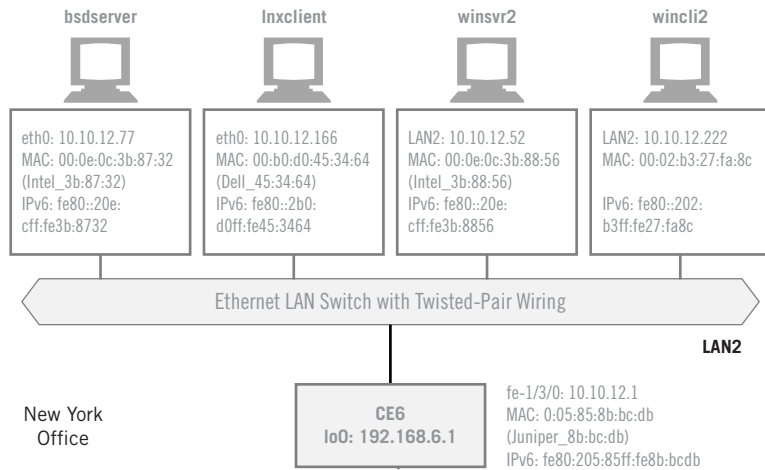 bsdserver
lnxclient
winsvr2
wincli2
eth0: 10.10.12.77
MAC: 00:0e:0c:3b:87:32
(Intel_3b:87:32)
IPv6: fe80::20e:
cff:fe3b:8732
eth0: 10.10.12.166
MAC: 00:b0:d0:45:34:64
(Dell_45:34:64)
IPv6: fe80::2b0:
d0ff:fe45:3464
LAN2: 10.10.12.52
MAC: 00:0e:0c:3b:88:56
(Intel_3b:88:56)
IPv6: fe80::20e:
cff:fe3b:8856
LAN2: 10.10.12.222
MAC: 00:02:b3:27:fa:8c
IPv6: fe80::202:
b3ff:fe27:fa8c
Ethernet LAN Switch with Twisted-Pair Wiring
LAN2
New York
Office
CE6
lo0: 192.168.6.1
fe-1/3/0: 10.10.12.1
MAC: 0:05:85:8b:bc:db
(Juniper_8b:bc:db)
IPv6: fe80:205:85ff:fe8b:bcdb